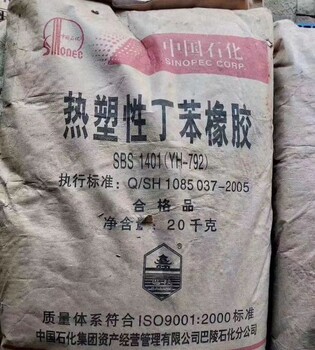 SINOPEC
中国石化
SINOPEC CORP.
热塑性丁苯橡胶
SBS 1401(YH-792)
执行标准：Q/SH 1085 037-2005
合格品
净含量：20千克
质量体系符合ISO9001:2000标准
中国石化集团资产经营管理有限公司巴陵石化分公司